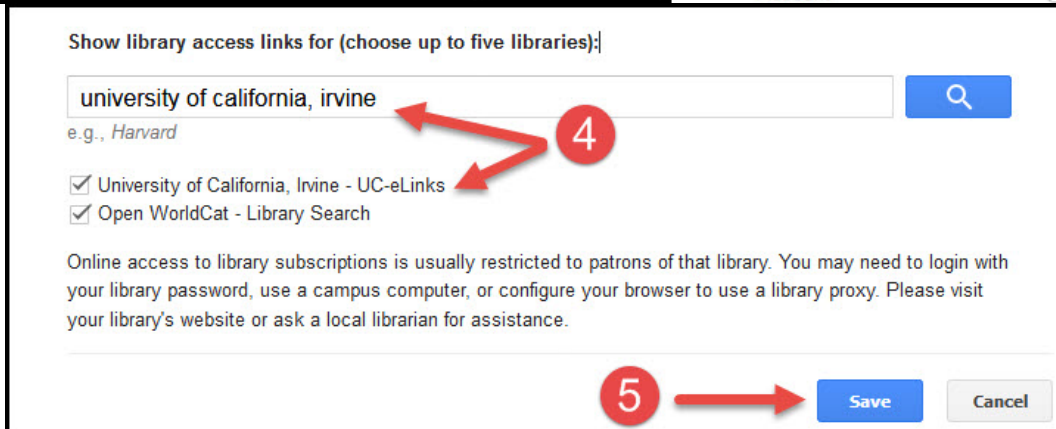 Show library access links for (choose up to five libraries):
university of california, irvine
e.g., Harvard
4
University of California, Irvine - UC-eLinks
Open WorldCat - Library Search
Online access to library subscriptions is usually restricted to patrons of that library. You may need to login with
your library password, use a campus computer, or configure your browser to use a library proxy. Please visit
your library's website or ask a local librarian for assistance.
5 Save Cancel